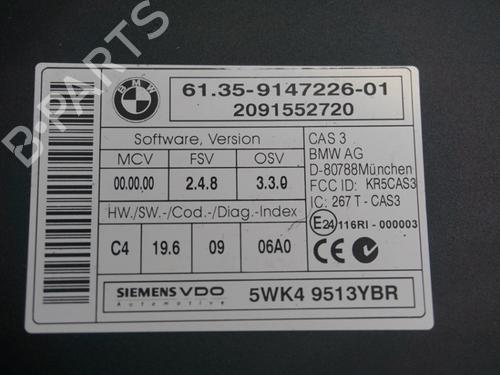 BMW
61.35-9147226-01
2091552720
Software, Version
MCV FSV OSV
00.00.00 2.4.8 3.3.0
HW./SW.-/Cod.-/Diag.-Index
C4 19.6 09 06A0
CAS 3
BMW AG
D-80788München
FCC ID: KR5CAS3
IC: 267 T - CAS3
E24 116RI - 000003
CE
SIEMENS VDO
Automotive
5WK4 9513YBR
B-PARTS